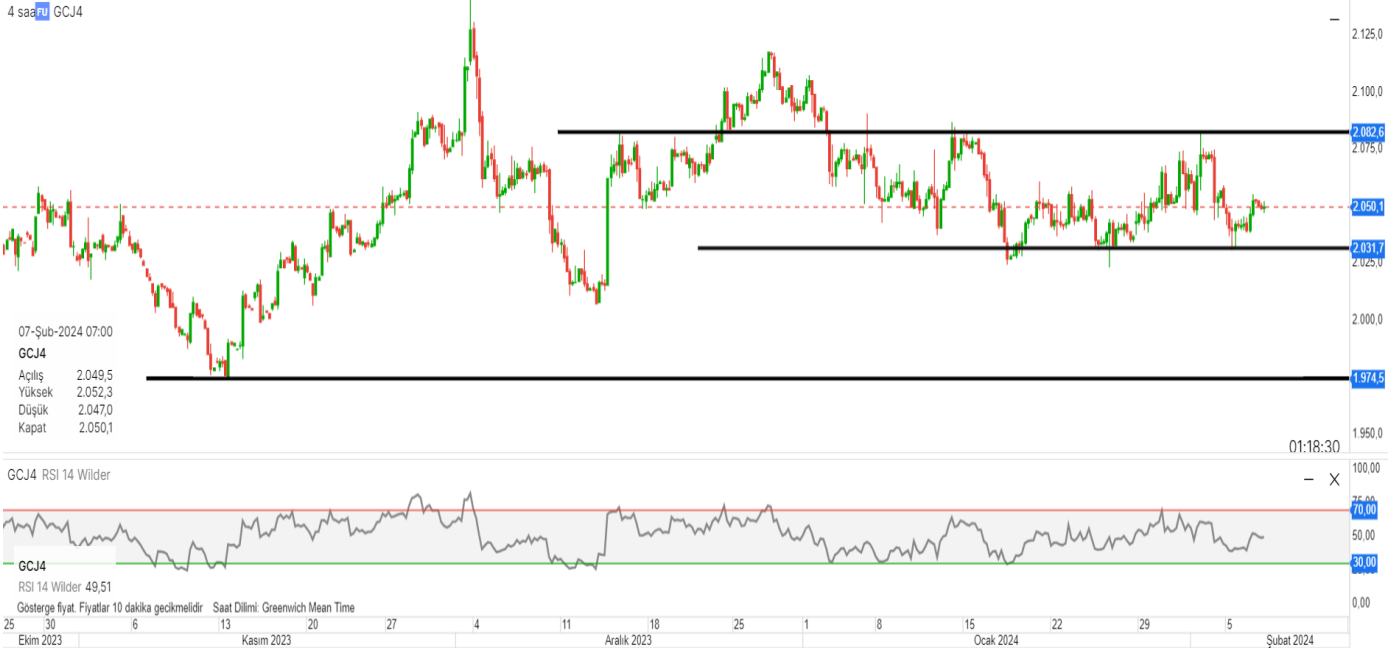 4 saa FU GCJ4
2.125,0
2.100,0
2.082,6
2.075,0
2.050,1
2.031,7
2.025,0
2.000,0
1.974,5
1.950,0
07-Şub-2024 07:00
GCJ4
Açılış 2.049,5
Yüksek 2.052,3
Düşük 2.047,0
Kapat 2.050,1
01:18:30
GCJ4 RSI 14 Wilder
X
100,00
75,00
70,00
50,00
30,00
0,00
GCJ4
RSI 14 Wilder 49,51
Gösterge fiyat. Fiyatlar 10 dakika gecikmelidir Saat Dilimi: Greenwich Mean Time
25 30 6 13 20 27 4 11 18 25 1 8 15 22 29 5
Ekim 2023 Kasım 2023 Aralık 2023 Ocak 2024 Şubat 2024